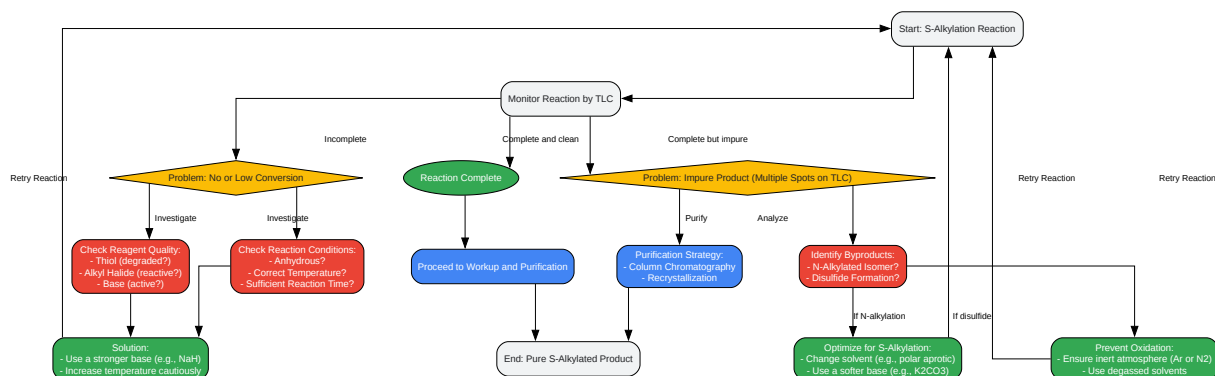 Start: S-Alkylation Reaction
Monitor Reaction by TLC
Incomplete
Complete and clean
Complete but impure
Retry Reaction
Problem: No or Low Conversion
Reaction Complete
Problem: Impure Product (Multiple Spots on TLC)
Retry Reaction
Retry Reaction
Investigate
Investigate
Purify
Analyze
Check Reagent Quality:
- Thiol (degraded?)
- Alkyl Halide (reactive?)
- Base (active?)
Check Reaction Conditions:
- Anhydrous?
- Correct Temperature?
- Sufficient Reaction Time?
Proceed to Workup and Purification
Purification Strategy:
- Column Chromatography
- Recrystallization
Identify Byproducts:
- N-Alkylated Isomer?
- Disulfide Formation?
If N-alkylation
If disulfide
Solution:
- Use a stronger base (e.g., NaH)
- Increase temperature cautiously
End: Pure S-Alkylated Product
Optimize for S-Alkylation:
- Change solvent (e.g., polar aprotic)
- Use a softer base (e.g., K2CO3)
Prevent Oxidation:
- Ensure inert atmosphere (Ar or N2)
- Use degassed solvents